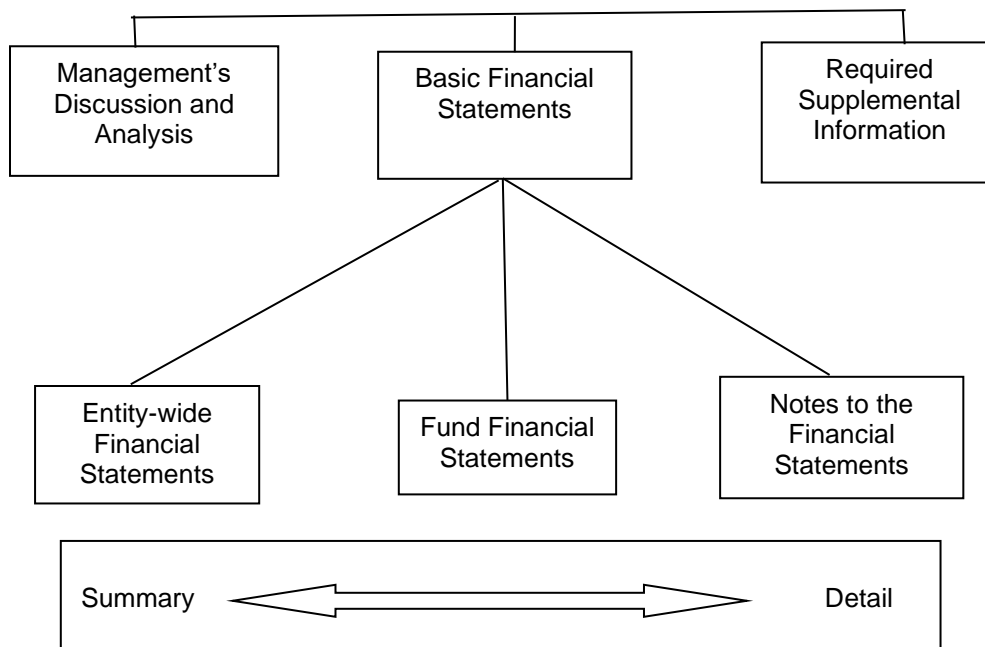 Management’s
Discussion and
Analysis
Basic Financial
Statements
Required
Supplemental
Information
Entity-wide
Financial
Statements
Fund Financial
Statements
Notes to the
Financial
Statements
Summary
Detail